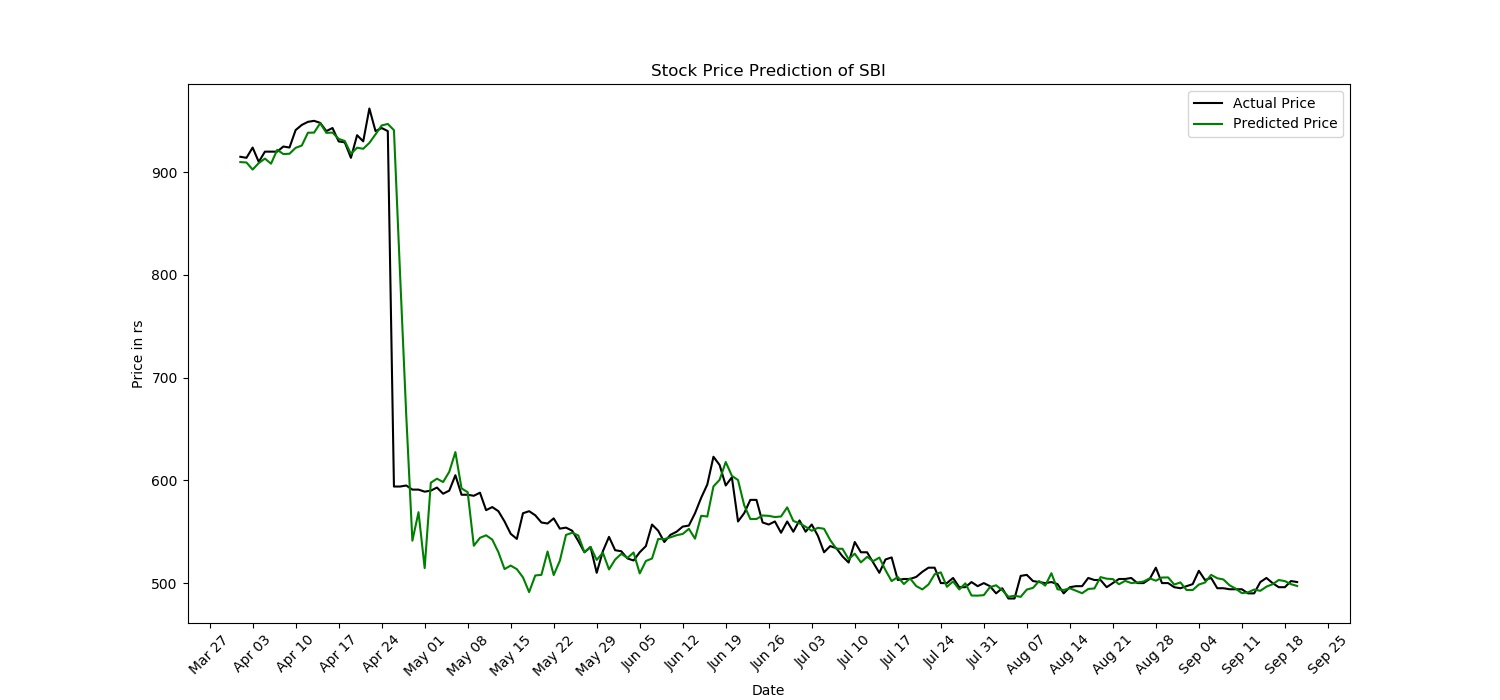 Stock Price Prediction of SBI
Actual Price
Predicted Price
900
800
700
600
500
Price in rs
Mar 27
Apr 03
Apr 10
Apr 17
Apr 24
May 01
May 08
May 15
May 22
May 29
Jun 05
Jun 12
Jun 19
Jun 26
Jul 03
Jul 10
Jul 17
Jul 24
Jul 31
Aug 07
Aug 14
Aug 21
Aug 28
Sep 04
Sep 11
Sep 18
Sep 25
Date